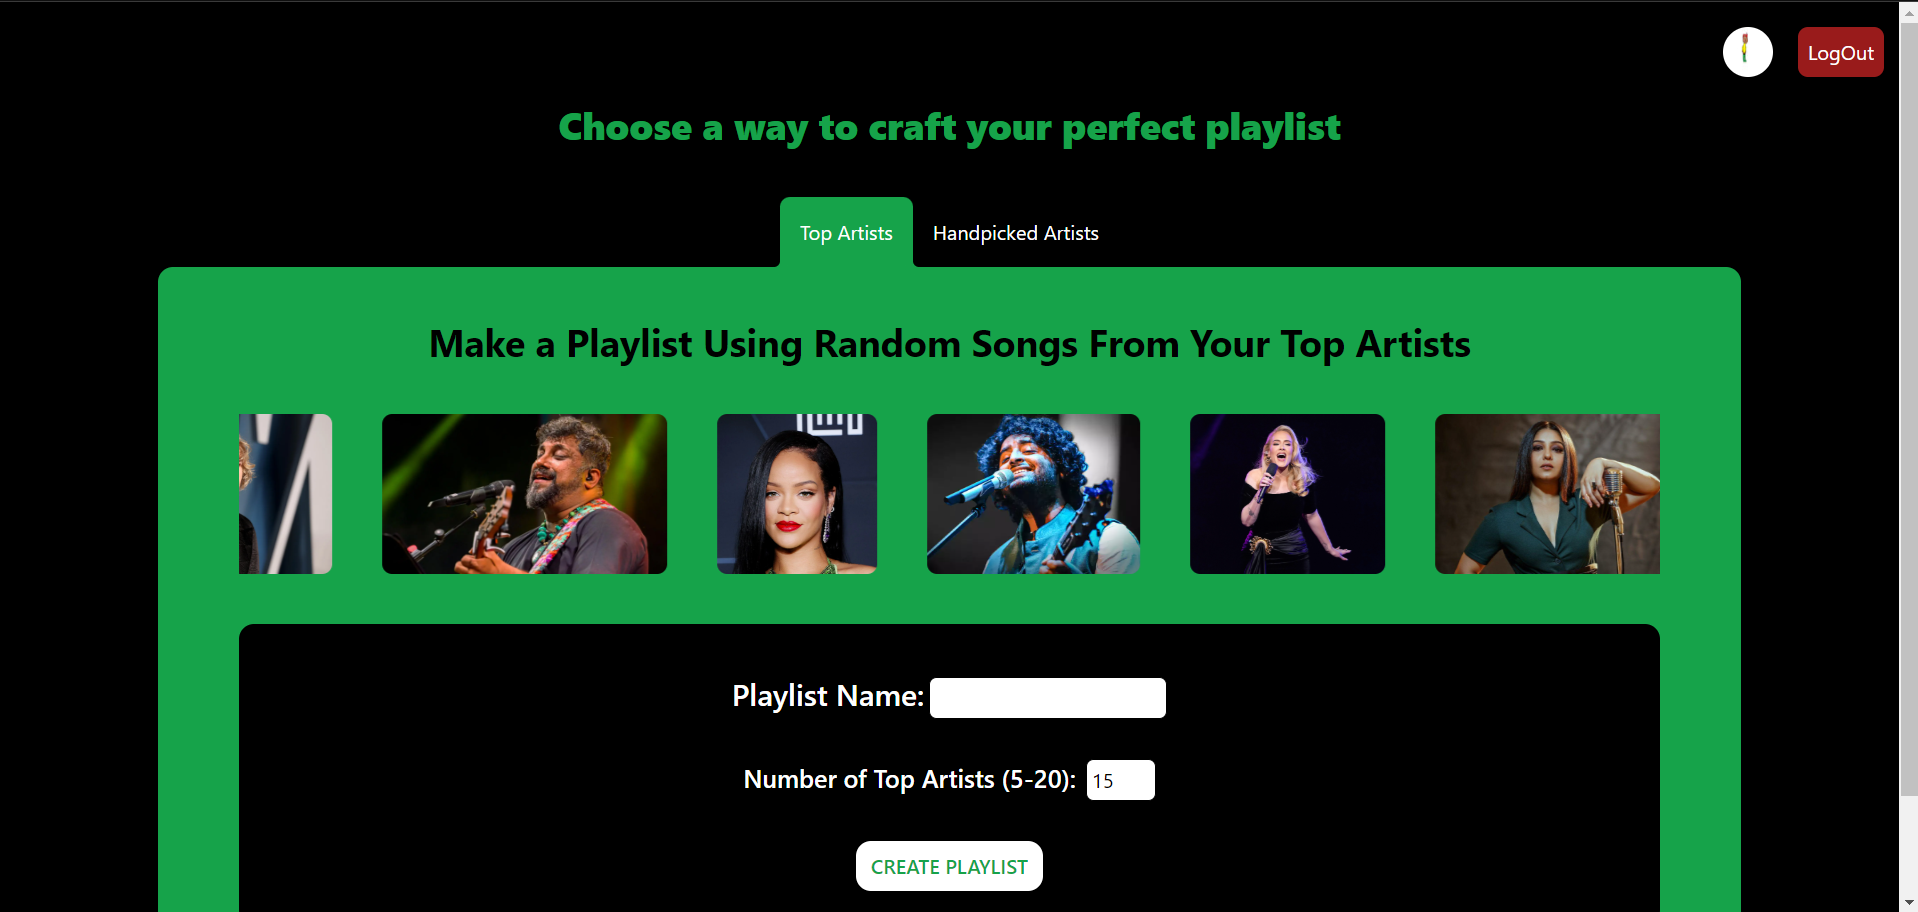 LogOut
Choose a way to craft your perfect playlist
Top Artists
Handpicked Artists
Make a Playlist Using Random Songs From Your Top Artists
Playlist Name:
Number of Top Artists (5-20): 15
CREATE PLAYLIST